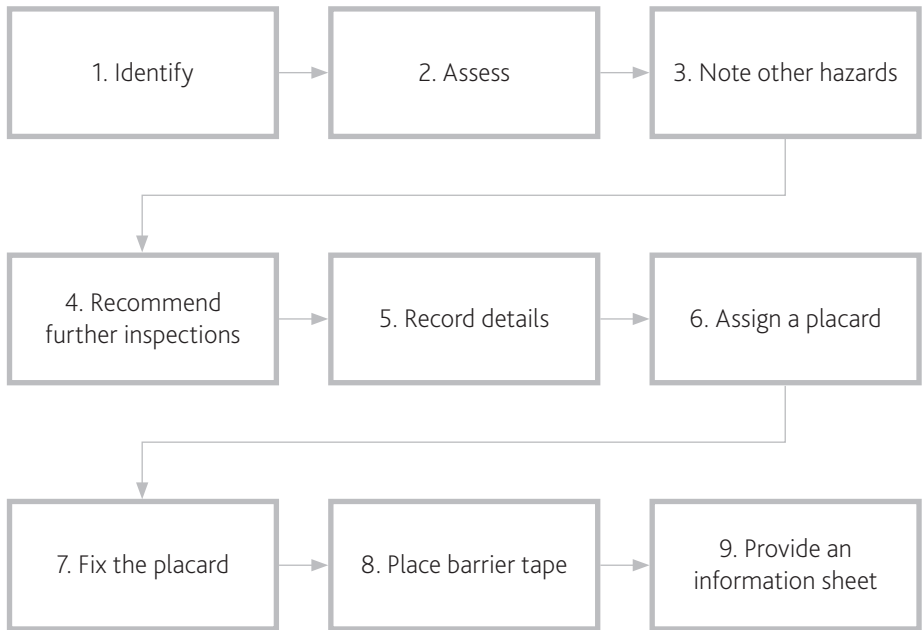 1. Identify
2. Assess
3. Note other hazards
4. Recommend
further inspections
5. Record details
6. Assign a placard
7. Fix the placard
8. Place barrier tape
9. Provide an
information sheet